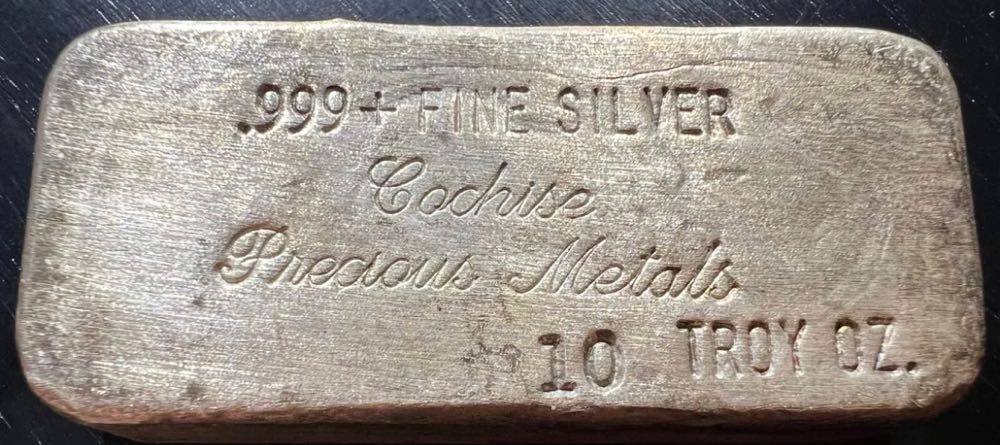 .999+ FINE SILVER
Cochise
Precious Metals
10 TROY OZ.